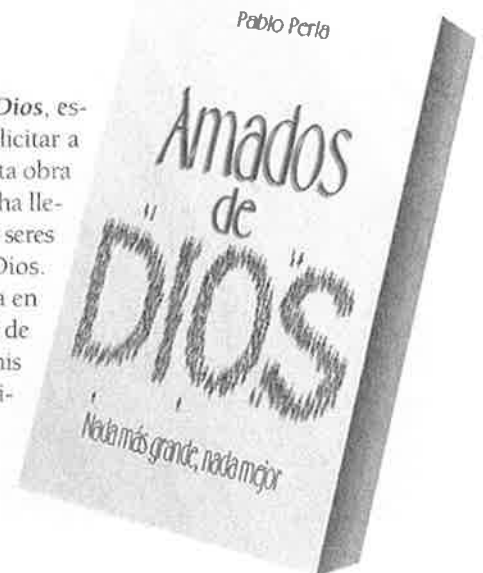 Dios, es-
licitar a
ta obra
ha lle-
seres
Dios.
a en
de
nis
i-
Pablo Perla
Amados
de
DIOS
Nada más grande, nada mejor